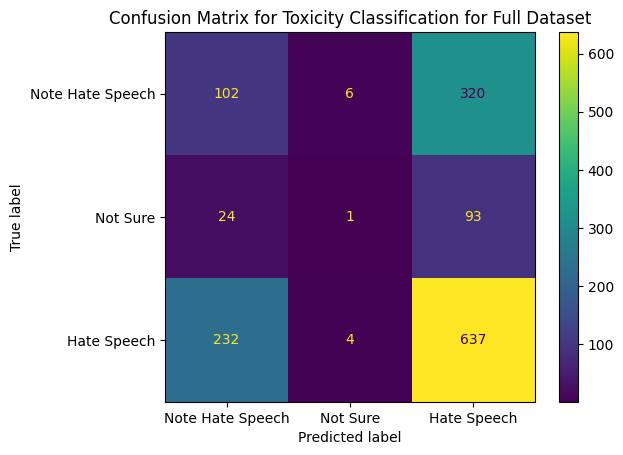 Confusion Matrix for Toxicity Classification for Full Dataset
Note Hate Speech 102 6 320
Not Sure 24 1 93
Hate Speech 232 4 637
Note Hate Speech Not Sure Hate Speech
Predicted label
True label
600
500
400
300
200
100